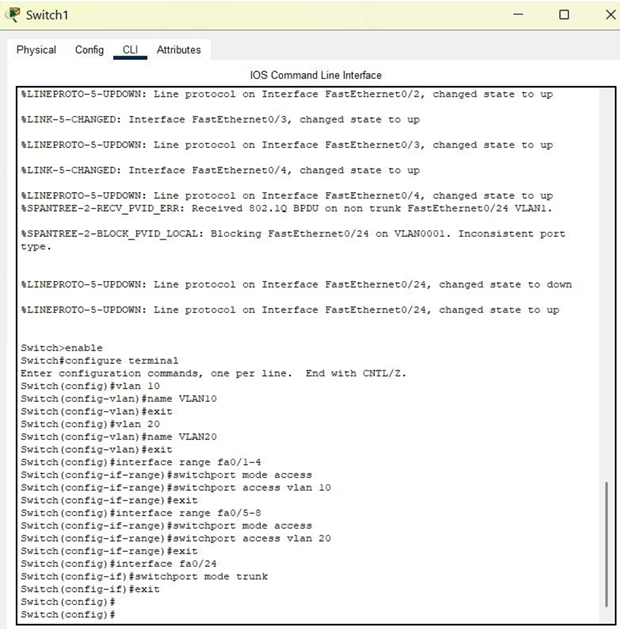 Switch1
Physical Config CLI Attributes
IOS Command Line Interface
%LINEPROTO-5-UPDOWN: Line protocol on Interface FastEthernet0/2, changed state to up
%LINK-5-CHANGED: Interface FastEthernet0/3, changed state to up
%LINEPROTO-5-UPDOWN: Line protocol on Interface FastEthernet0/3, changed state to up
%LINK-5-CHANGED: Interface FastEthernet0/4, changed state to up
%LINEPROTO-5-UPDOWN: Line protocol on Interface FastEthernet0/4, changed state to up
%SPANTREE-2-RECV_PVID_ERR: Received 802.1Q BPDU on non trunk FastEthernet0/24 VLAN1.
%SPANTREE-2-BLOCK_PVID_LOCAL: Blocking FastEthernet0/24 on VLAN0001. Inconsistent port
type.
%LINEPROTO-5-UPDOWN: Line protocol on Interface FastEthernet0/24, changed state to down
%LINEPROTO-5-UPDOWN: Line protocol on Interface FastEthernet0/24, changed state to up
Switch>enable
Switch#configure terminal
Enter configuration commands, one per line. End with CNTL/Z.
Switch(config)#vlan 10
Switch(config-vlan)#name VLAN10
Switch(config-vlan)#exit
Switch(config)#vlan 20
Switch(config-vlan)#name VLAN20
Switch(config-vlan)#exit
Switch(config)#interface range fa0/1-4
Switch(config-if-range)#switchport mode access
Switch(config-if-range)#switchport access vlan 10
Switch(config-if-range)#exit
Switch(config)#interface range fa0/5-8
Switch(config-if-range)#switchport mode access
Switch(config-if-range)#switchport access vlan 20
Switch(config-if-range)#exit
Switch(config)#interface fa0/24
Switch(config-if)#switchport mode trunk
Switch(config-if)#exit
Switch(config)#
Switch(config)#